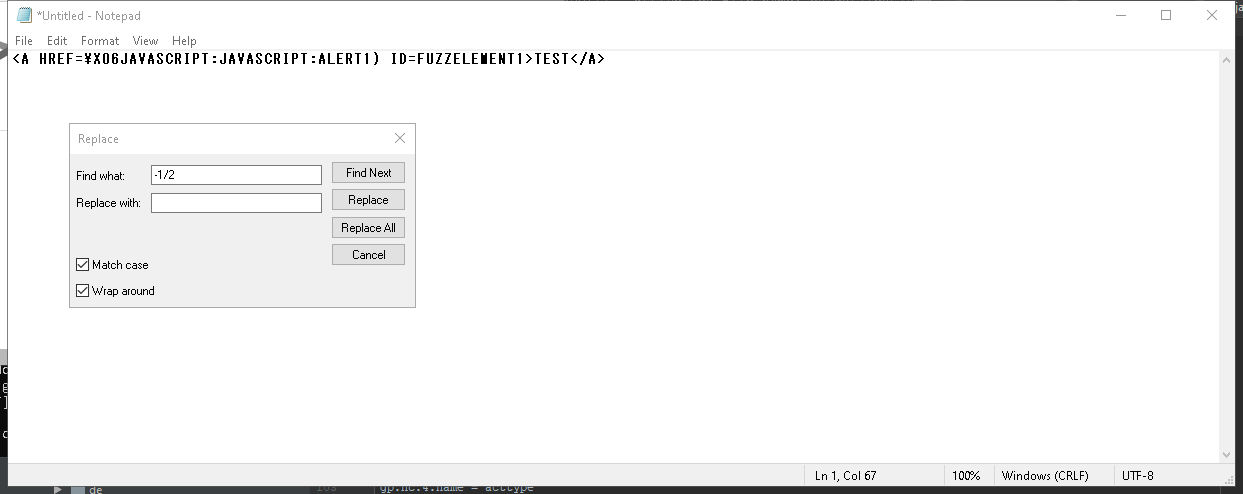 *Untitled - Notepad
File Edit Format View Help
<A HREF=¥X06JAVASCRIPT:JAVASCRIPT:ALERT1) ID=FUZZELEMENT1>TEST</A>
Replace
Find what: -1/2 Find Next
Replace with: Replace
Replace All
Cancel
Match case
Wrap around
Ln 1, Col 67 100% Windows (CRLF) UTF-8
de
gp.nc.4.name = acttype